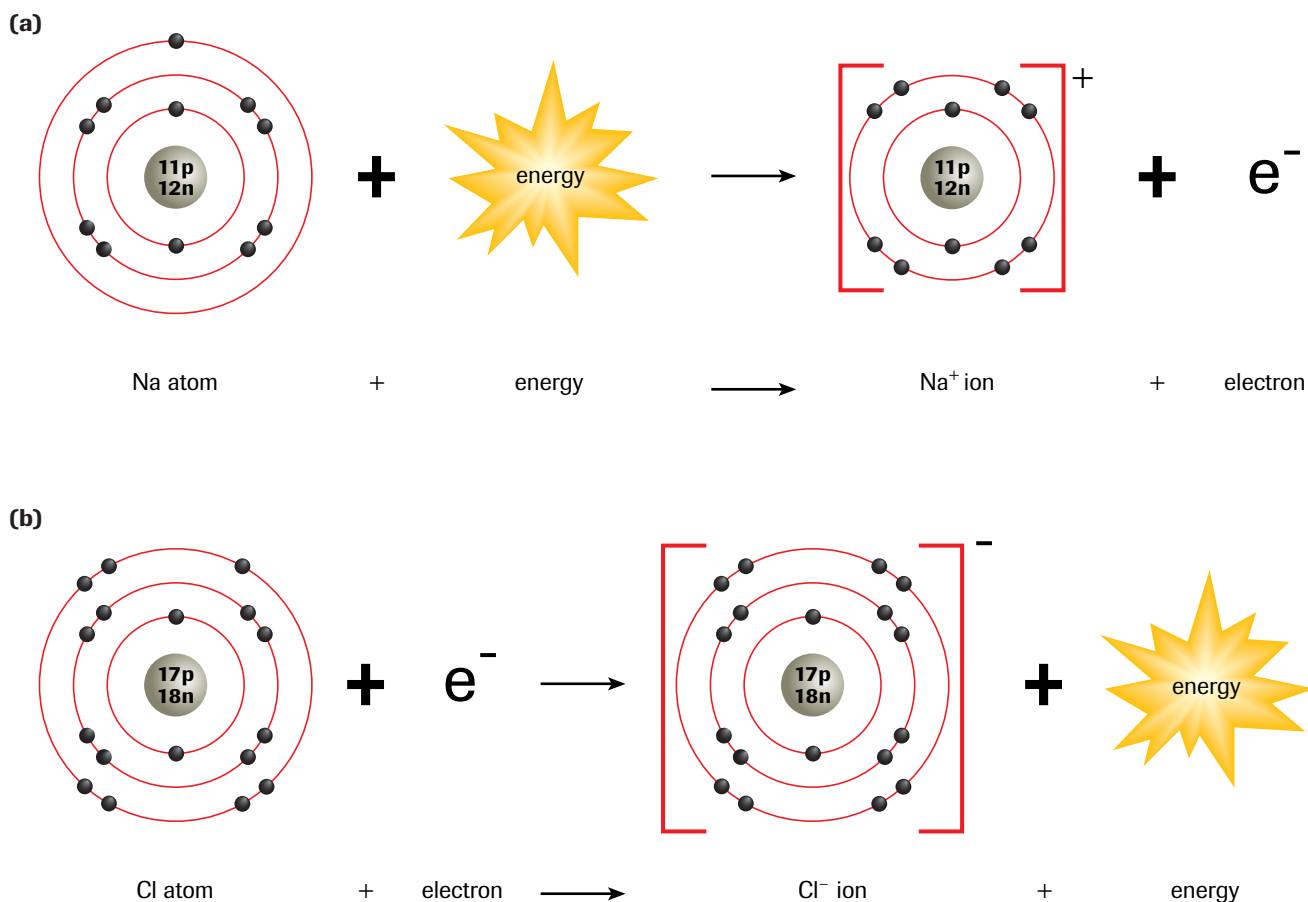 (a)
11p
12n
+
energy
→
11p
12n
+
+
e⁻
Na atom + energy → Na⁺ ion + electron
(b)
17p
18n
+
e⁻
→
17p
18n
−
+
energy
Cl atom + electron → Cl⁻ ion + energy